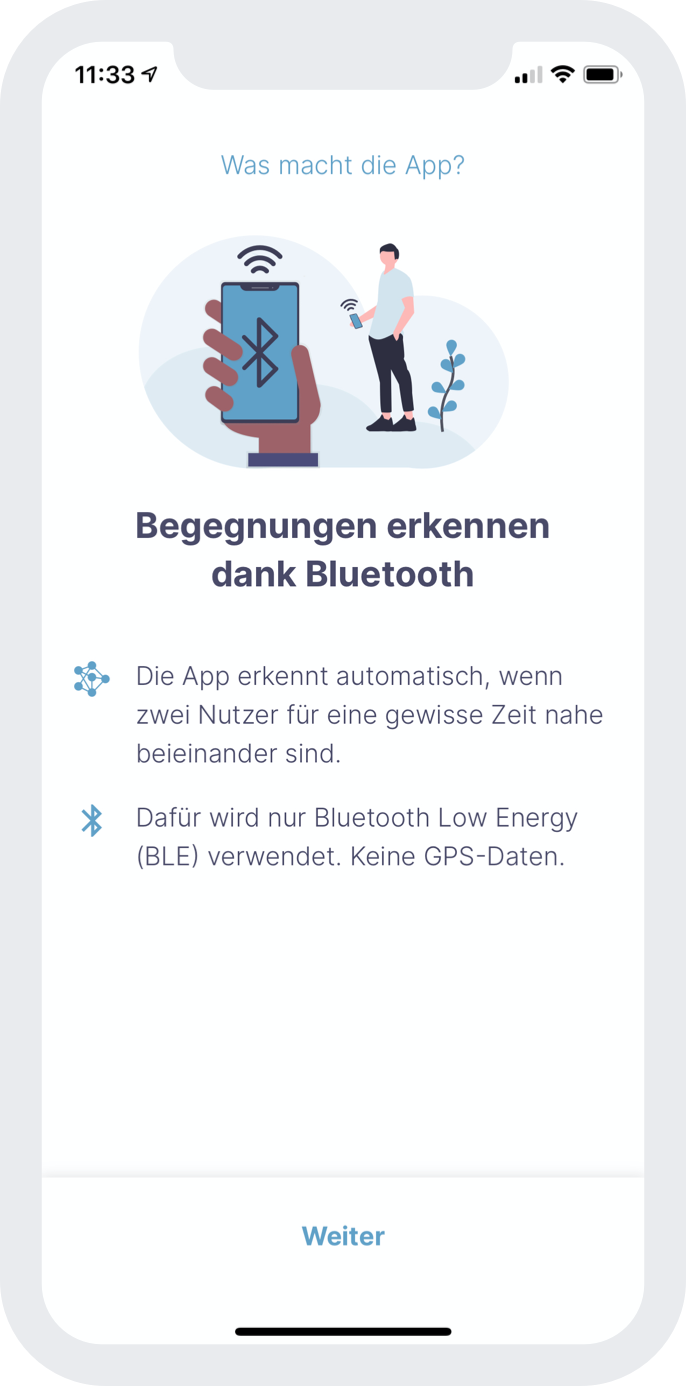 11:33
Was macht die App?
Begegnungen erkennen
dank Bluetooth
Die App erkennt automatisch, wenn
zwei Nutzer für eine gewisse Zeit nahe
beieinander sind.
Dafür wird nur Bluetooth Low Energy
(BLE) verwendet. Keine GPS-Daten.
Weiter